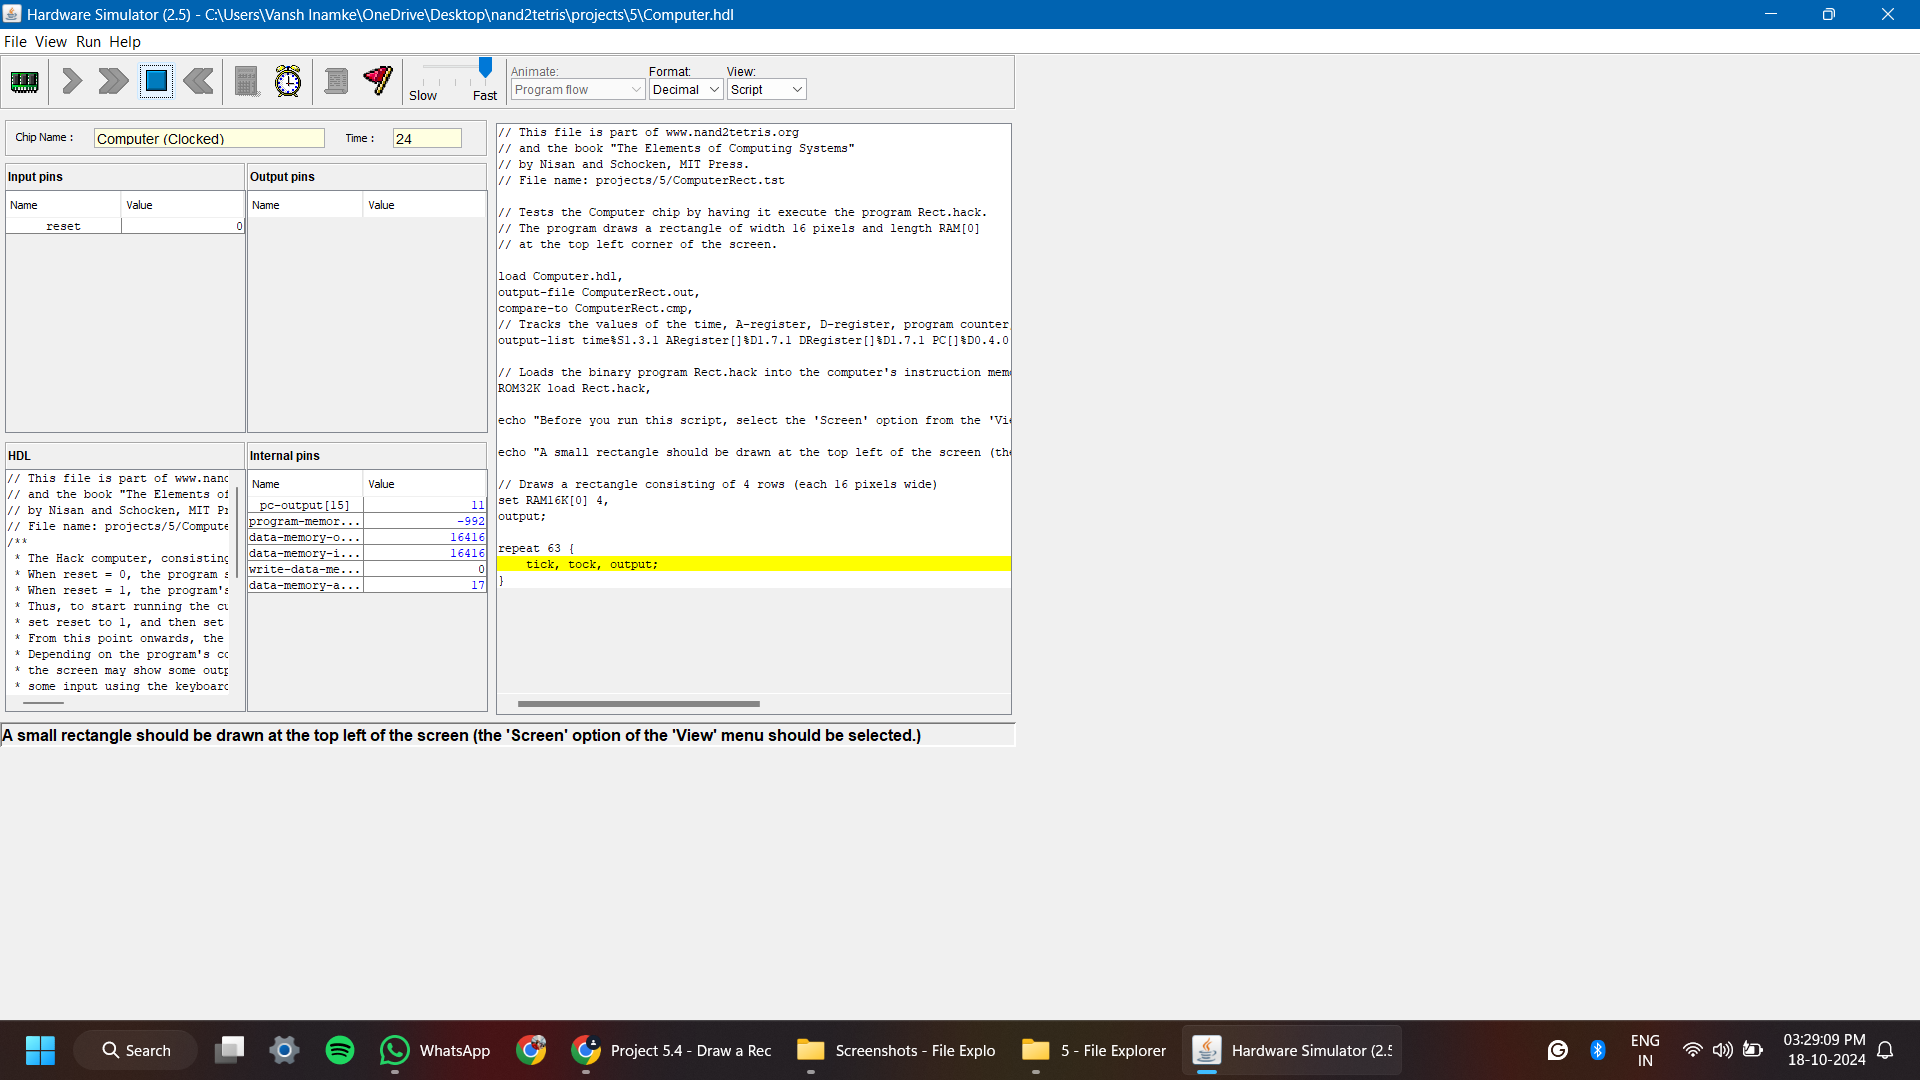 Hardware Simulator (2.5) - C:\Users\Vansh Inamke\OneDrive\Desktop\nand2tetris\projects\5\Computer.hdl
File View Run Help
Slow Fast
Animate: Format: View:
Program flow Decimal Script
Chip Name : Computer (Clocked) Time : 24
Input pins Output pins
Name Value Name Value
reset 0
HDL Internal pins
// This file is part of www.nand
// and the book "The Elements of
// by Nisan and Schocken, MIT Pr
// File name: projects/5/Compute
/**
* The Hack computer, consisting
* When reset = 0, the program s
* When reset = 1, the program's
* Thus, to start running the cu
* set reset to 1, and then set
* From this point onwards, the
* Depending on the program's co
* the screen may show some outp
* some input using the keyboard
Name Value
pc-output[15] 11
program-memor... -992
data-memory-o... 16416
data-memory-i... 16416
write-data-me... 0
data-memory-a... 17
// This file is part of www.nand2tetris.org
// and the book "The Elements of Computing Systems"
// by Nisan and Schocken, MIT Press.
// File name: projects/5/ComputerRect.tst
// Tests the Computer chip by having it execute the program Rect.hack.
// The program draws a rectangle of width 16 pixels and length RAM[0]
// at the top left corner of the screen.
load Computer.hdl,
output-file ComputerRect.out,
compare-to ComputerRect.cmp,
// Tracks the values of the time, A-register, D-register, program counter,
output-list time%S1.3.1 ARegister[]%D1.7.1 DRegister[]%D1.7.1 PC[]%D0.4.0
// Loads the binary program Rect.hack into the computer's instruction memo
ROM32K load Rect.hack,
echo "Before you run this script, select the 'Screen' option from the 'Vie
echo "A small rectangle should be drawn at the top left of the screen (the
// Draws a rectangle consisting of 4 rows (each 16 pixels wide)
set RAM16K[0] 4,
output;
repeat 63 {
tick, tock, output;
}
A small rectangle should be drawn at the top left of the screen (the 'Screen' option of the 'View' menu should be selected.)
Search WhatsApp Project 5.4 - Draw a Rec Screenshots - File Explo 5 - File Explorer Hardware Simulator (2.5
ENG
IN
03:29:09 PM
18-10-2024